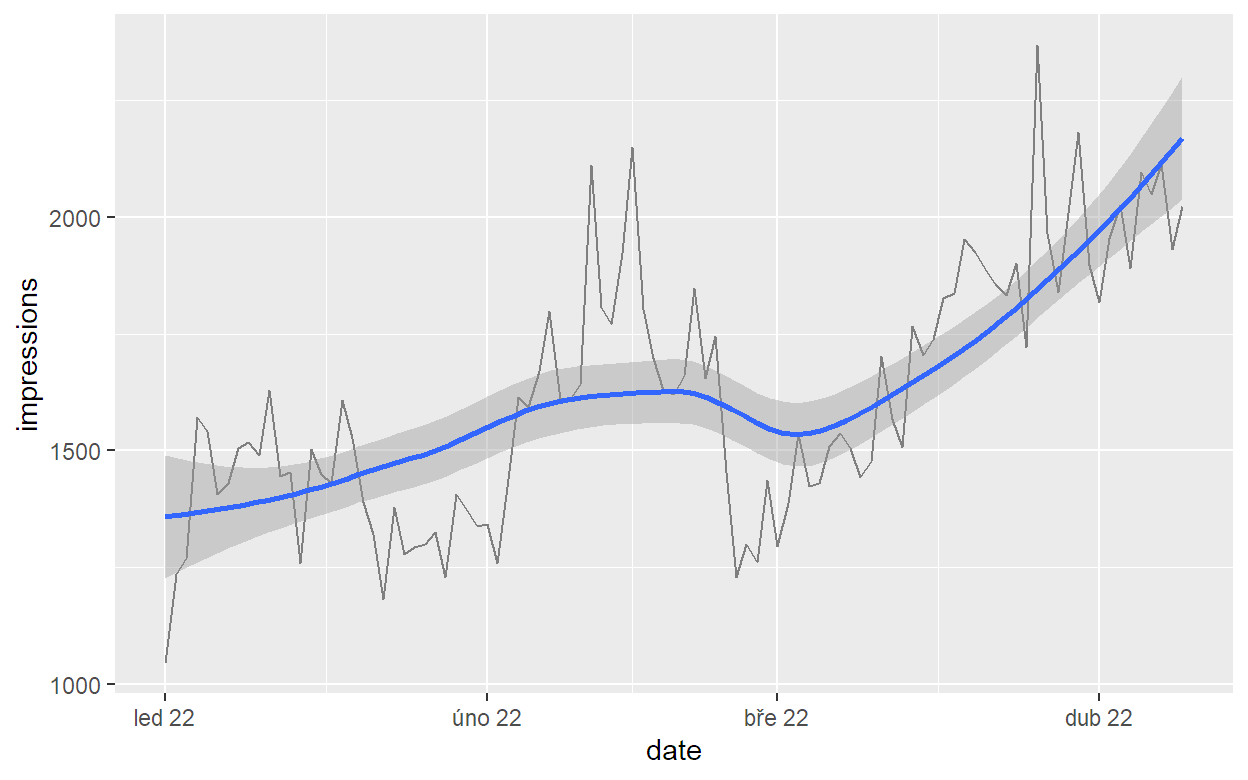 impressions
2000
1500
1000
led 22
úno 22
bře 22
dub 22
date